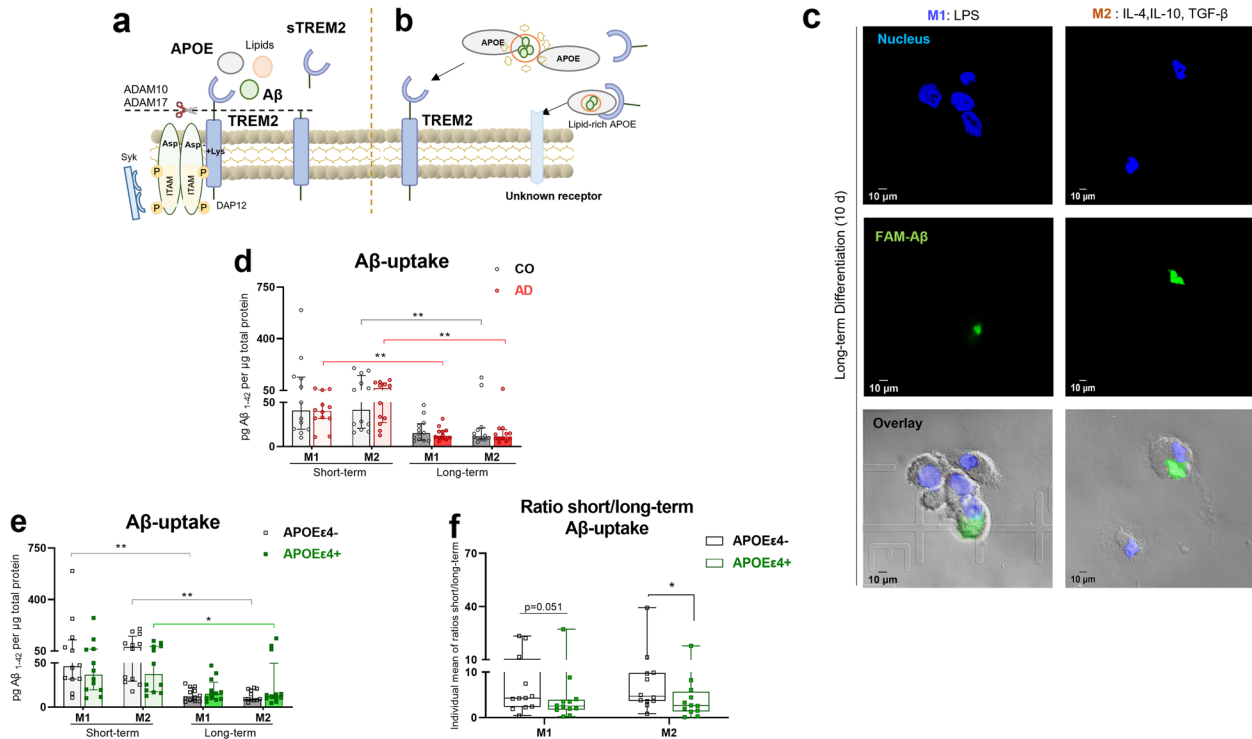 a
APOE
Lipids
sTREM2
Aβ
ADAM10
ADAM17
TREM2
Asp
Asp -
+Lys
Syk
P
P
ITAM
ITAM
P
P
DAP12
b
APOE
APOE
TREM2
Lipid-rich APOE
Unknown receptor
c
M1: LPS
M2 : IL-4,IL-10, TGF-β
Long-term Differentiation (10 d)
Nucleus
10 µm
10 µm
FAM-Aβ
10 µm
10 µm
Overlay
10 µm
10 µm
d
Aβ-uptake
CO
AD
pg Aβ 1-42 per µg total protein
750
400
50
50
0
**
**
**
M1
M2
M1
M2
Short-term
Long-term
e
Aβ-uptake
APOEε4-
APOEε4+
pg Aβ 1-42 per µg total protein
750
400
50
50
0
**
**
*
M1
M2
M1
M2
Short-term
Long-term
f
Ratio short/long-term
Aβ-uptake
APOEε4-
APOEε4+
Individual mean of ratios short/long-term
70
40
10
10
0
p=0.051
*
M1
M2